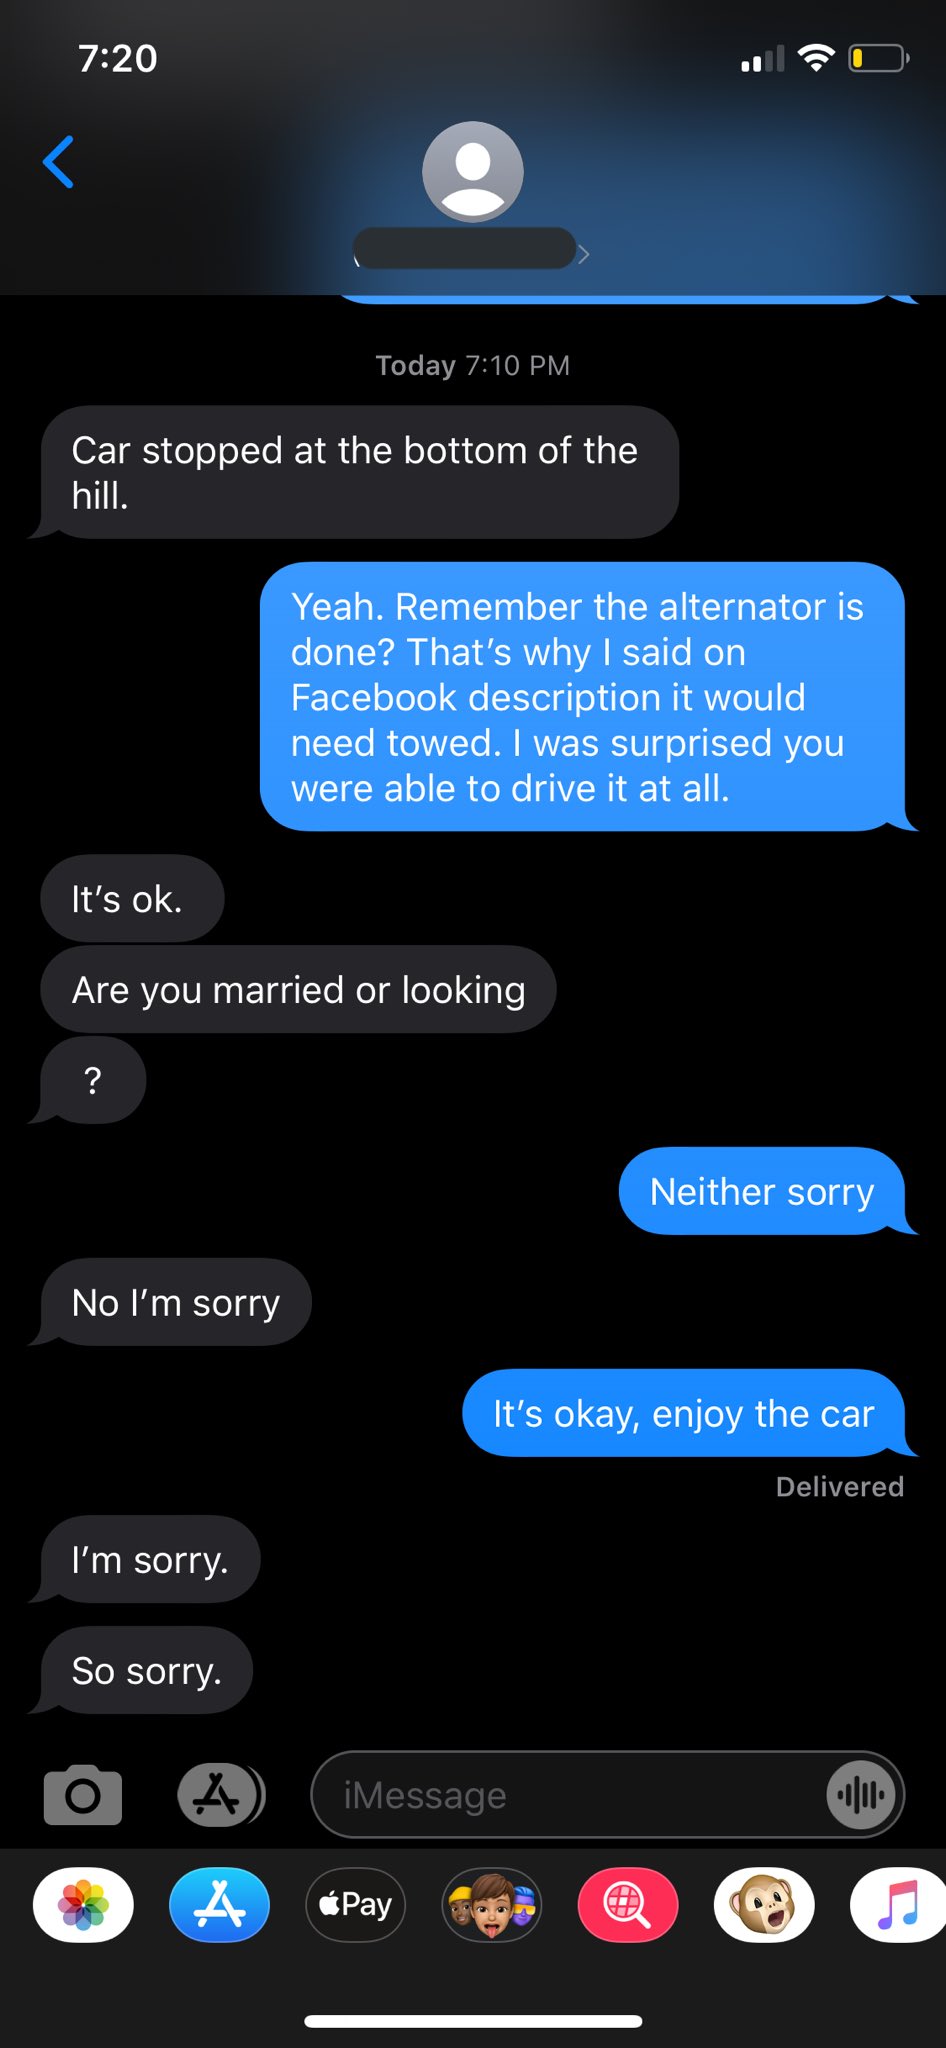 7:20
Today 7:10 PM
Car stopped at the bottom of the
hill.
Yeah. Remember the alternator is
done? That’s why I said on
Facebook description it would
need towed. I was surprised you
were able to drive it at all.
It’s ok.
Are you married or looking
?
Neither sorry
No I’m sorry
It’s okay, enjoy the car
Delivered
I’m sorry.
So sorry.
iMessage
Pay